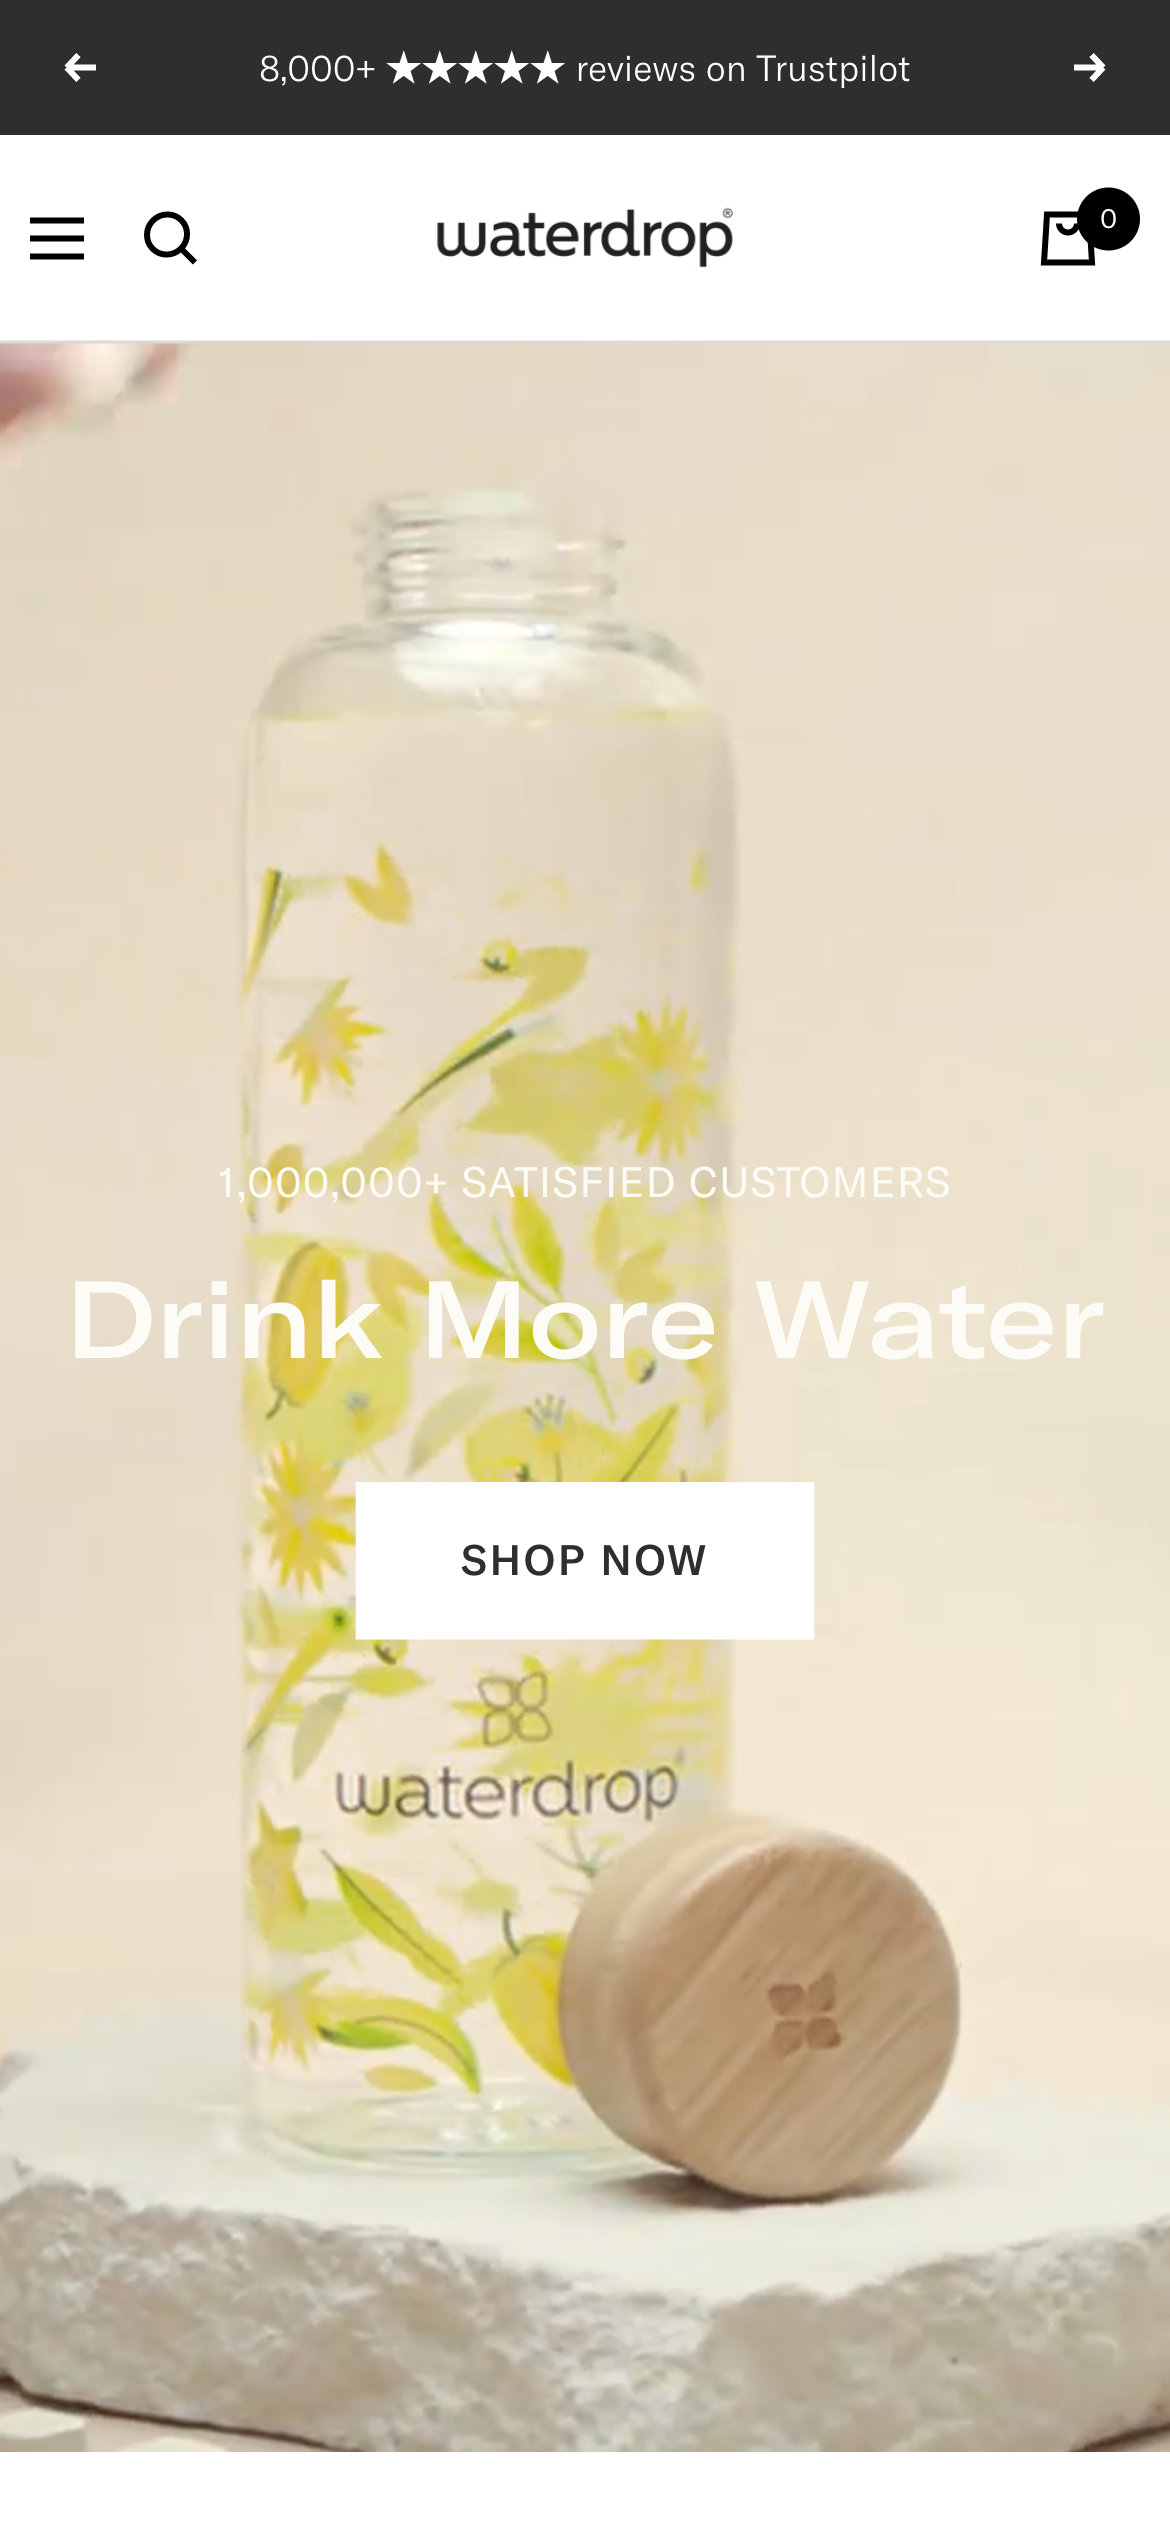 8,000+ ★★★★★ reviews on Trustpilot
waterdrop®
0
1,000,000+ SATISFIED CUSTOMERS
Drink More Water
SHOP NOW
waterdrop